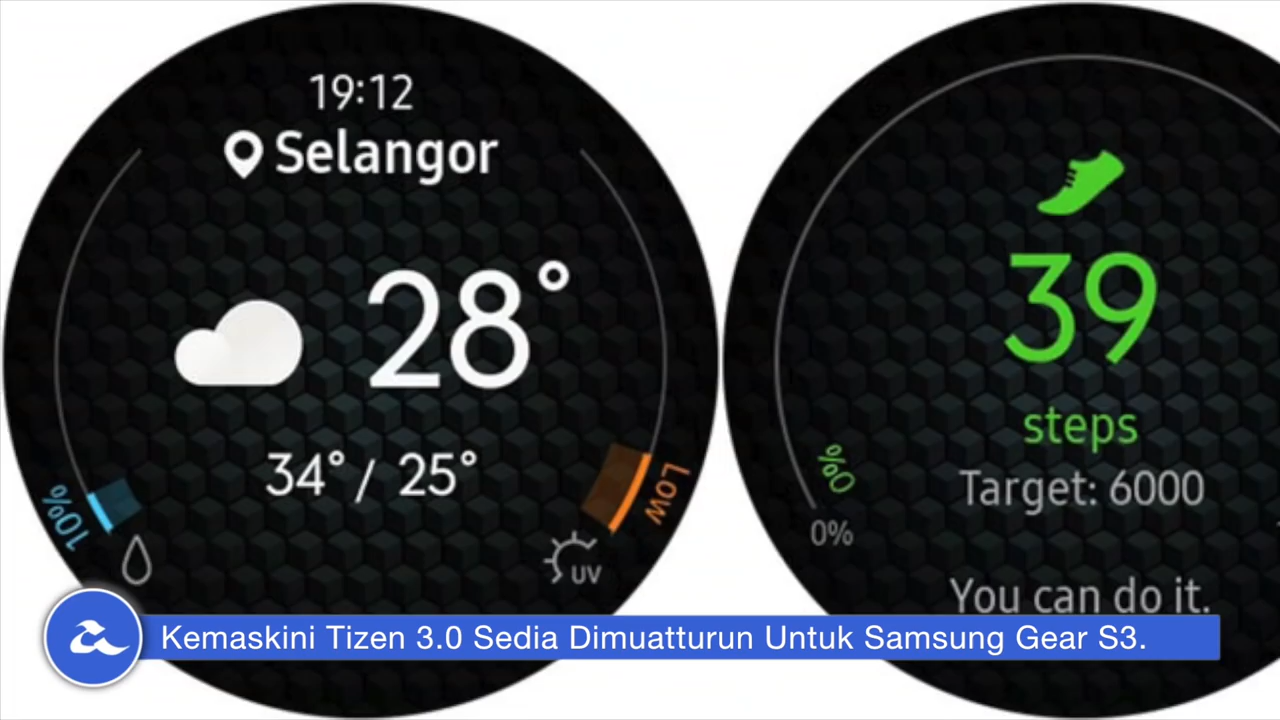 19:12
Selangor
28°
34° / 25°
10%
Low
UV
39
steps
Target: 6000
0%
0%
You can do it.
Kemaskini Tizen 3.0 Sedia Dimuatturun Untuk Samsung Gear S3.